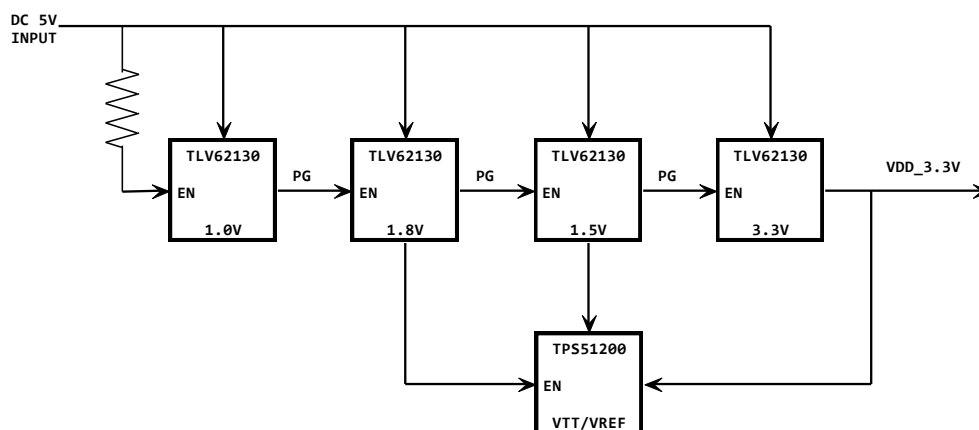 DC 5V
INPUT
TLV62130
TLV62130
TLV62130
TLV62130
VDD_3.3V
PG
PG
PG
EN
EN
EN
EN
1.0V
1.8V
1.5V
3.3V
TPS51200
EN
VTT/VREF